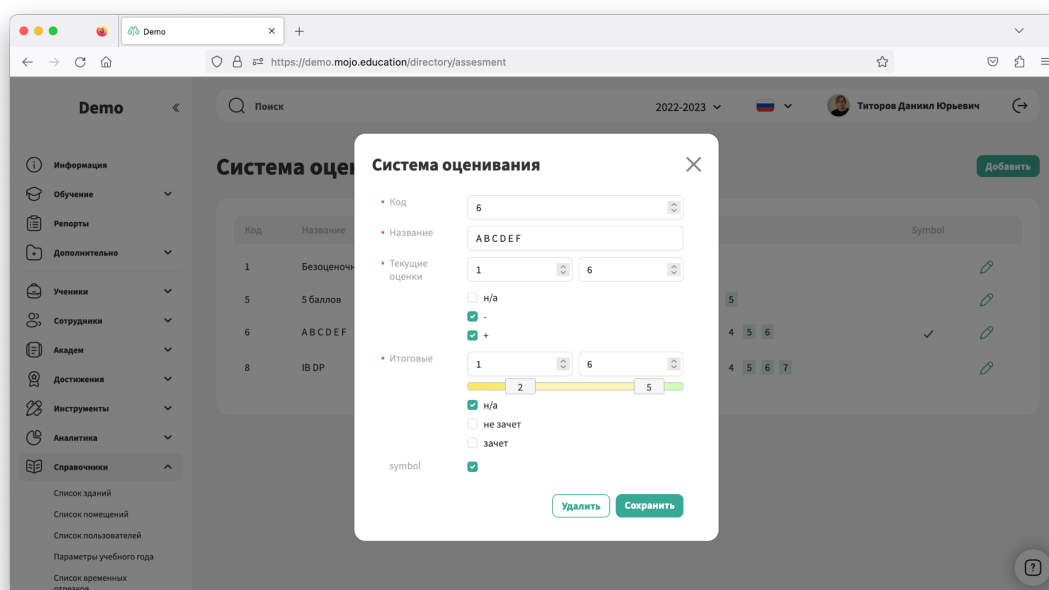 Demo
https://demo.mojo.education/directory/assesment
Demo
Поиск
2022-2023
Титоров Даниил Юрьевич
Информация
Обучение
Репорты
Дополнительно
Ученики
Сотрудники
Академ
Достижения
Инструменты
Аналитика
Справочники
Список зданий
Список помещений
Список пользователей
Параметры учебного года
Список временных
отрезков
Система
Добавить
Код Название Symbol
1
5 5 баллов 5
6 A B C D E F 4 5 6
8 IB DP 4 5 6 7
Система оценивания
* Код 6
* Название A B C D E F
* Текущие оценки 1 6
н/а
-
+
* Итоговые 1 6
2 5
н/а
не зачет
зачет
symbol
Удалить Сохранить
?